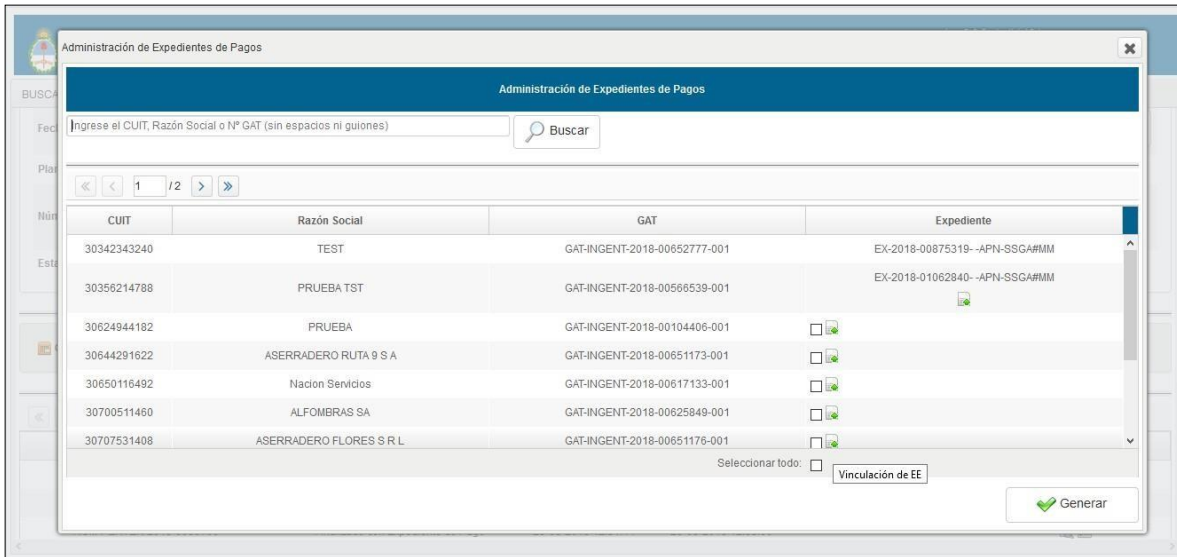 Administración de Expedientes de Pagos
BUSCA
Administración de Expedientes de Pagos
Fech
Ingrese el CUIT, Razón Social o Nº GAT (sin espacios ni guiones)
Buscar
1 / 2
CUIT Razón Social GAT Expediente
30342343240 TEST GAT-INGENT-2018-00652777-001 EX-2018-00875319- -APN-SSGA#MM
30356214788 PRUEBA TST GAT-INGENT-2018-00566539-001 EX-2018-01062840- -APN-SSGA#MM
30624944182 PRUEBA GAT-INGENT-2018-00104406-001
30644291622 ASERRADERO RUTA 9 S A GAT-INGENT-2018-00651173-001
30650116492 Nacion Servicios GAT-INGENT-2018-00617133-001
30700511460 ALFOMBRAS SA GAT-INGENT-2018-00625849-001
30707531408 ASERRADERO FLORES S R L GAT-INGENT-2018-00651176-001
Seleccionar todo:
Vinculación de EE
Generar